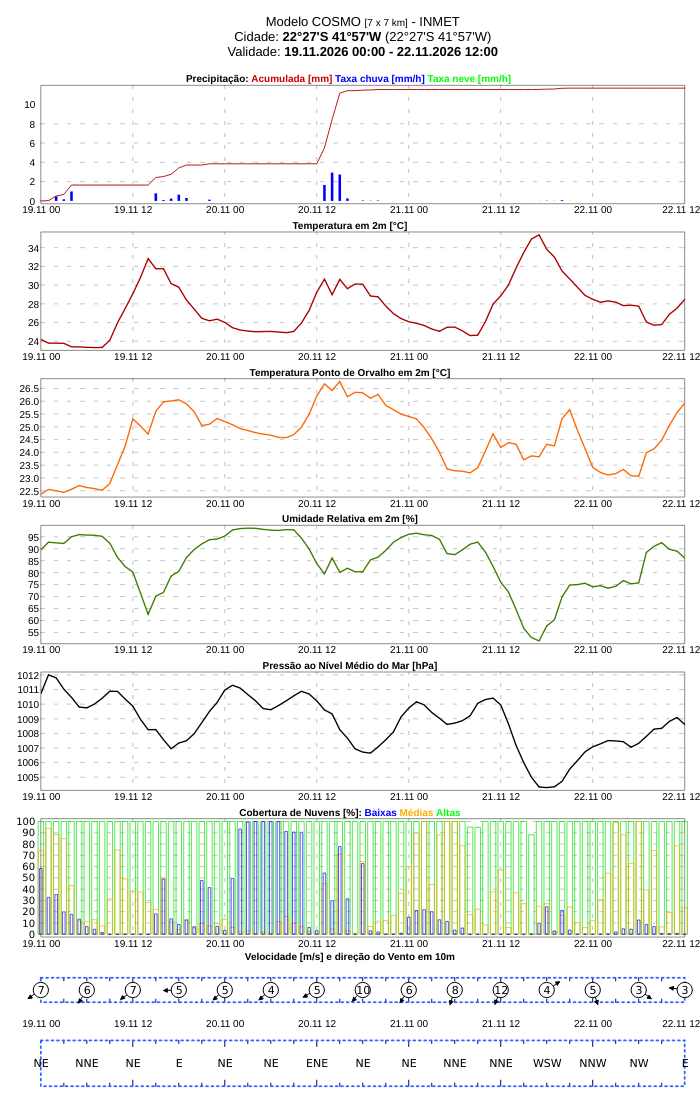 Modelo COSMO [7 x 7 km] - INMET
Cidade: 22°27'S 41°57'W (22°27'S 41°57'W)
Validade: 19.11.2026 00:00 - 22.11.2026 12:00
Precipitação: Acumulada [mm] Taxa chuva [mm/h] Taxa neve [mm/h]
10
8
6
4
2
0
19.11 00 19.11 12 20.11 00 20.11 12 21.11 00 21.11 12 22.11 00 22.11 12
Temperatura em 2m [°C]
34
32
30
28
26
24
19.11 00 19.11 12 20.11 00 20.11 12 21.11 00 21.11 12 22.11 00 22.11 12
Temperatura Ponto de Orvalho em 2m [°C]
26.5
26.0
25.5
25.0
24.5
24.0
23.5
23.0
22.5
19.11 00 19.11 12 20.11 00 20.11 12 21.11 00 21.11 12 22.11 00 22.11 12
Umidade Relativa em 2m [%]
95
90
85
80
75
70
65
60
55
19.11 00 19.11 12 20.11 00 20.11 12 21.11 00 21.11 12 22.11 00 22.11 12
Pressão ao Nível Médio do Mar [hPa]
1012
1011
1010
1009
1008
1007
1006
1005
19.11 00 19.11 12 20.11 00 20.11 12 21.11 00 21.11 12 22.11 00 22.11 12
Cobertura de Nuvens [%]: Baixas Médias Altas
100
90
80
70
60
50
40
30
20
10
0
19.11 00 19.11 12 20.11 00 20.11 12 21.11 00 21.11 12 22.11 00 22.11 12
Velocidade [m/s] e direção do Vento em 10m
7 6 7 5 5 4 5 10 6 8 12 4 5 3 3
19.11 00 19.11 12 20.11 00 20.11 12 21.11 00 21.11 12 22.11 00 22.11 12
NE NNE NE E NE NE ENE NE NE NNE NNE WSW NNW NW E